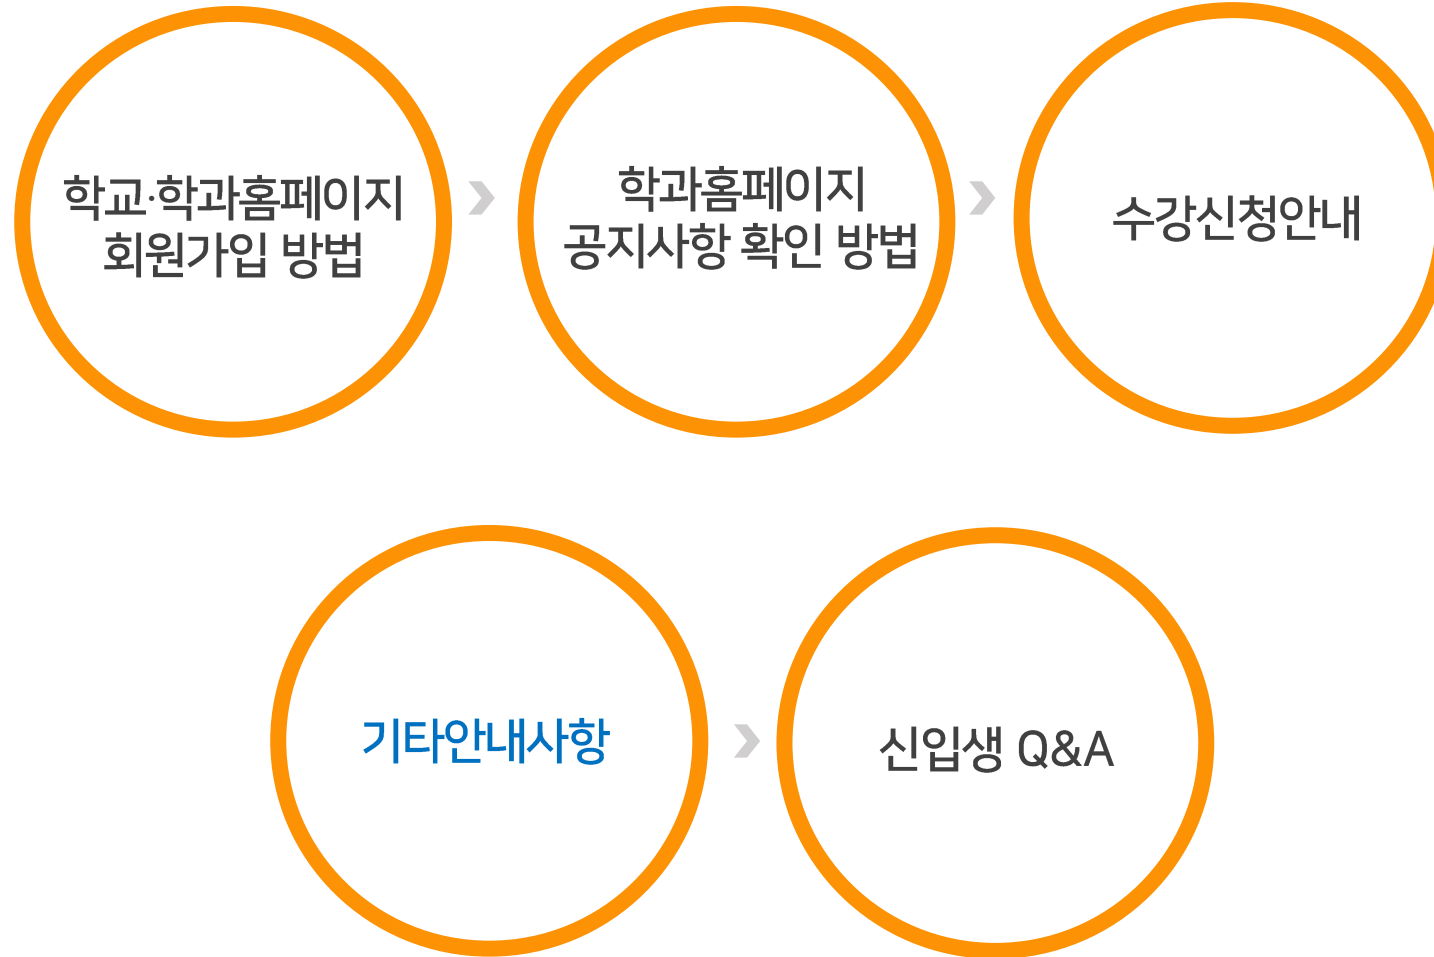 학교·학과홈페이지
회원가입 방법
학과홈페이지
공지사항 확인 방법
수강신청안내
기타안내사항
신입생 Q&A